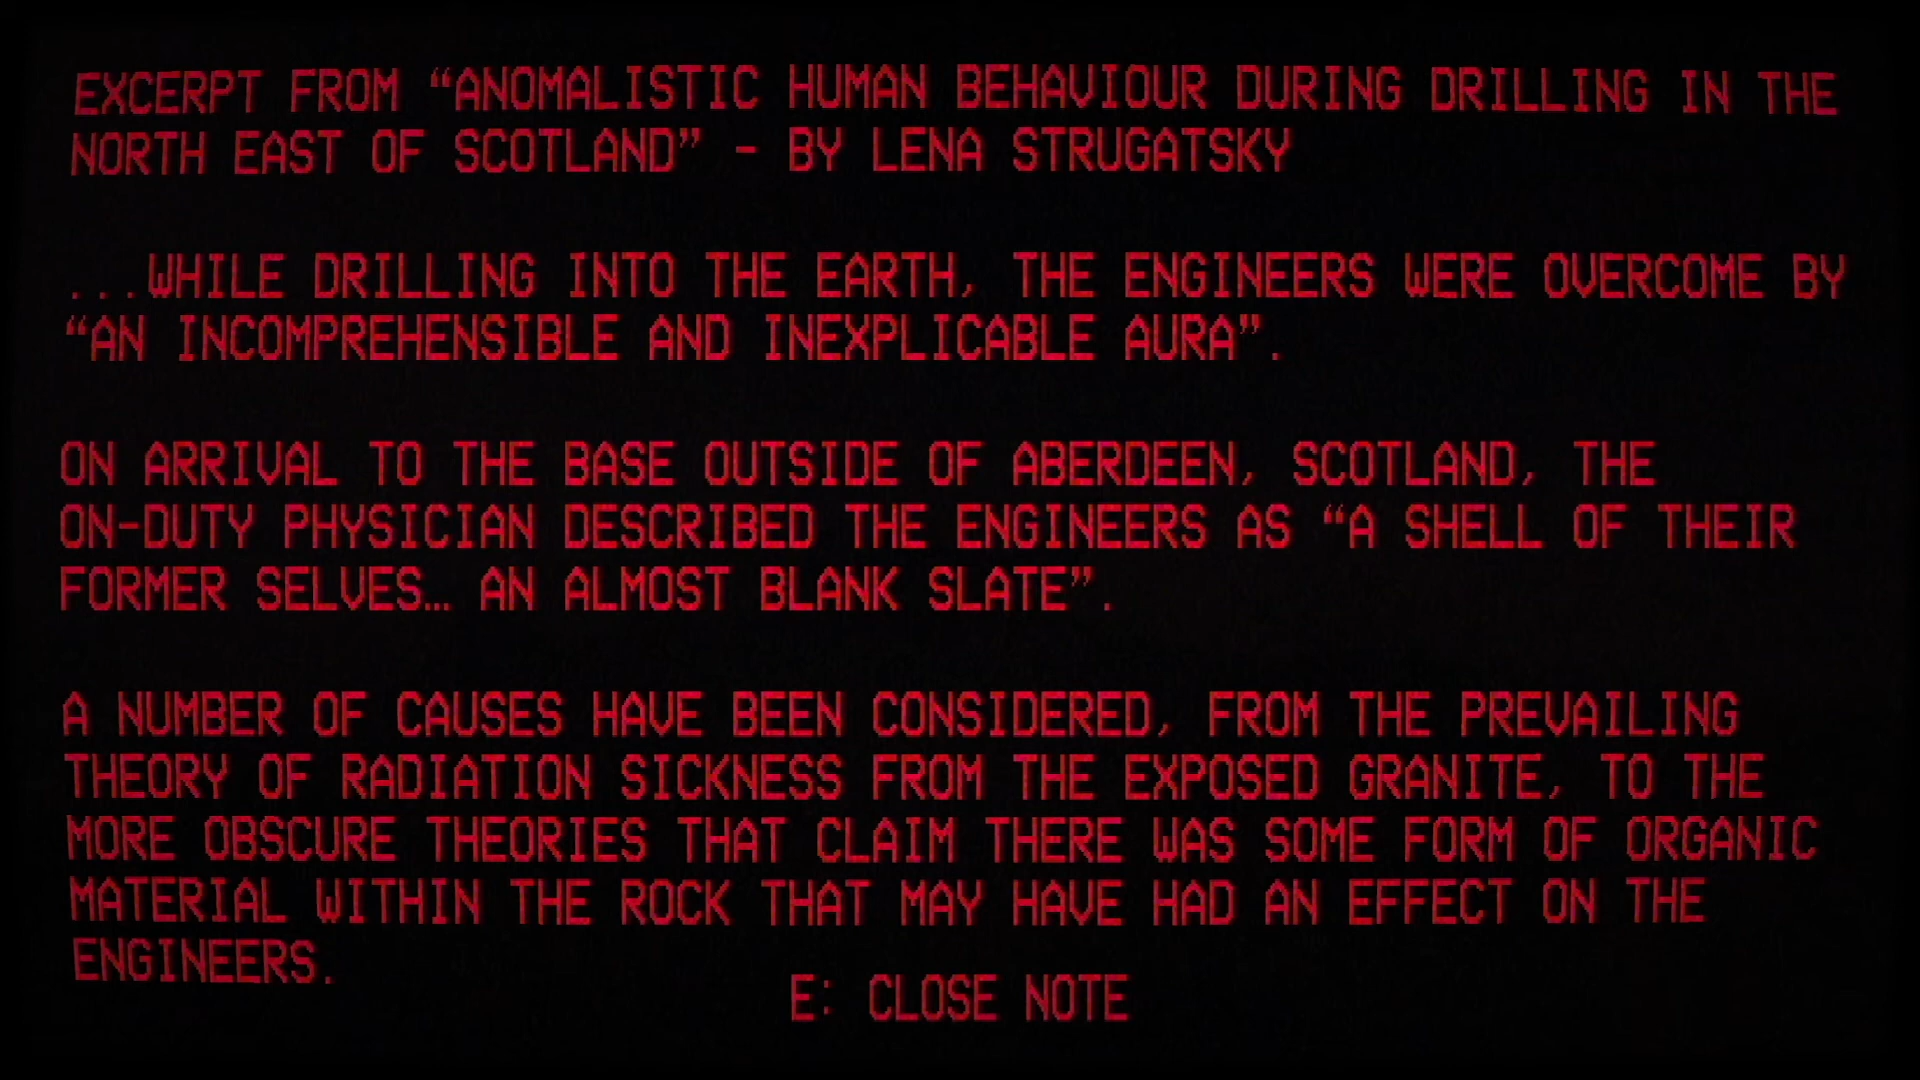 EXCERPT FROM “ANOMALISTIC HUMAN BEHAVIOUR DURING DRILLING IN THE
NORTH EAST OF SCOTLAND” - BY LENA STRUGATSKY
...WHILE DRILLING INTO THE EARTH, THE ENGINEERS WERE OVERCOME BY
“AN INCOMPREHENSIBLE AND INEXPLICABLE AURA”.
ON ARRIVAL TO THE BASE OUTSIDE OF ABERDEEN, SCOTLAND, THE
ON-DUTY PHYSICIAN DESCRIBED THE ENGINEERS AS “A SHELL OF THEIR
FORMER SELVES… AN ALMOST BLANK SLATE”.
A NUMBER OF CAUSES HAVE BEEN CONSIDERED, FROM THE PREVAILING
THEORY OF RADIATION SICKNESS FROM THE EXPOSED GRANITE, TO THE
MORE OBSCURE THEORIES THAT CLAIM THERE WAS SOME FORM OF ORGANIC
MATERIAL WITHIN THE ROCK THAT MAY HAVE HAD AN EFFECT ON THE
ENGINEERS.
E: CLOSE NOTE